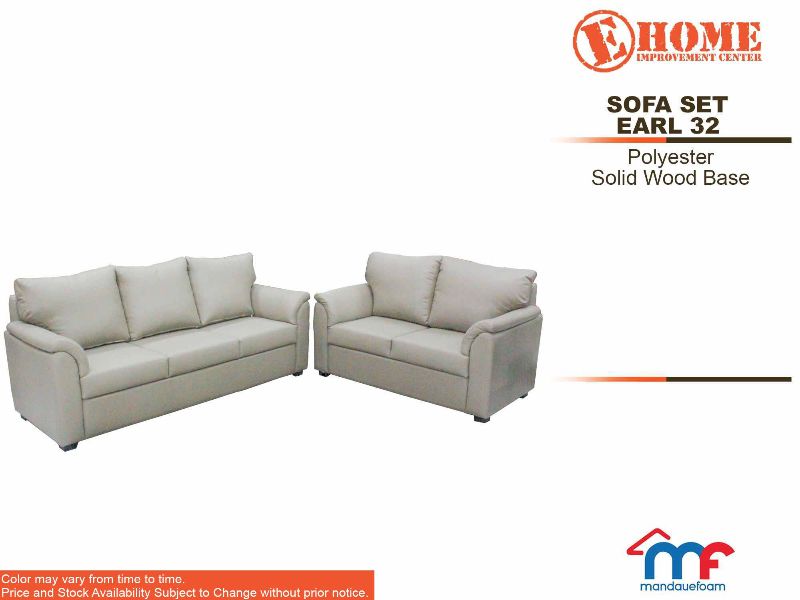 E HOME
IMPROVEMENT CENTER
SOFA SET
EARL 32
Polyester
Solid Wood Base
mf
mandauefoam
Color may vary from time to time.
Price and Stock Availability Subject to Change without prior notice.